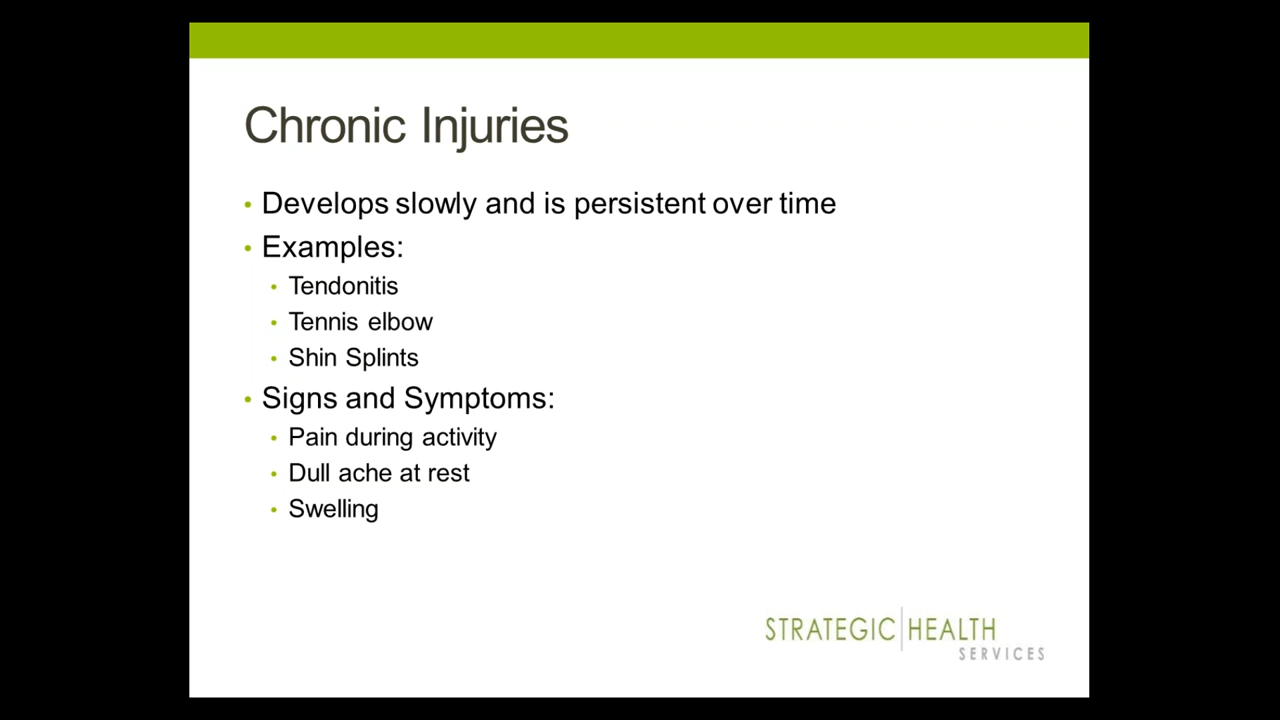 Chronic Injuries
• Develops slowly and is persistent over time
• Examples:
• Tendonitis
• Tennis elbow
• Shin Splints
• Signs and Symptoms:
• Pain during activity
• Dull ache at rest
• Swelling
STRATEGIC HEALTH
SERVICES